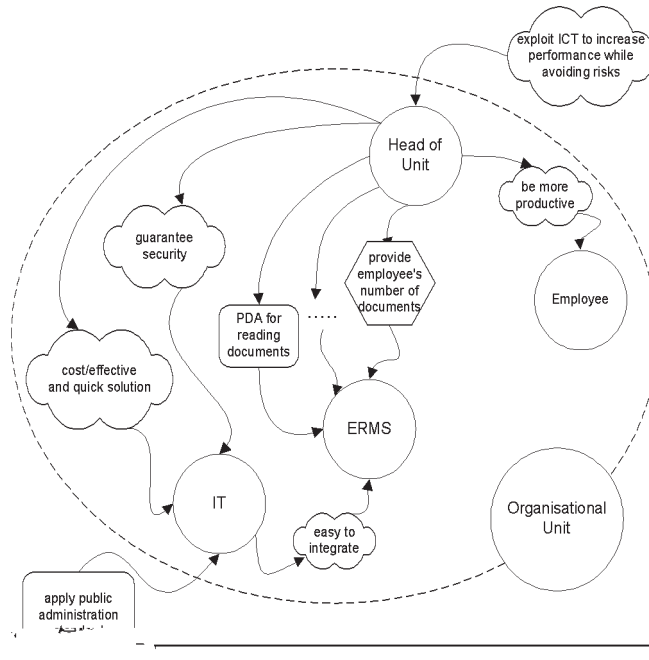 exploit ICT to increase
performance while
avoiding risks
Head of
Unit
be more
productive
guarantee
security
provide
employee's
number of
documents
Employee
PDA for
reading
documents
.....
cost/effective
and quick solution
ERMS
IT
Organisational
Unit
easy to
integrate
apply public
administration